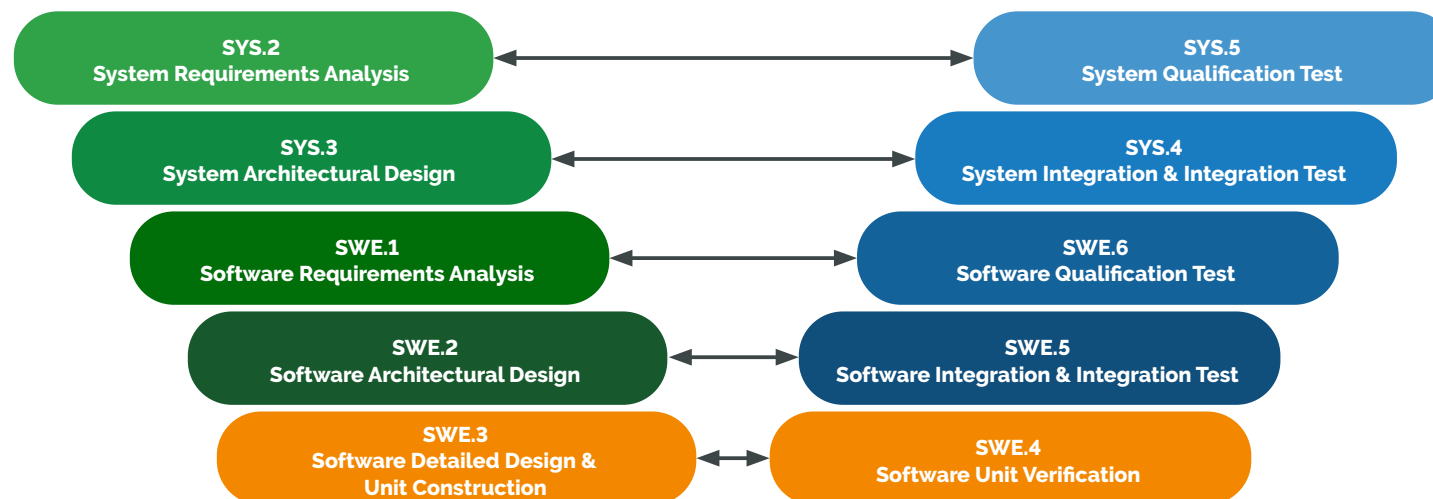 SYS.2
System Requirements Analysis
SYS.5
System Qualification Test
SYS.3
System Architectural Design
SYS.4
System Integration & Integration Test
SWE.1
Software Requirements Analysis
SWE.6
Software Qualification Test
SWE.2
Software Architectural Design
SWE.5
Software Integration & Integration Test
SWE.3
Software Detailed Design &
Unit Construction
SWE.4
Software Unit Verification